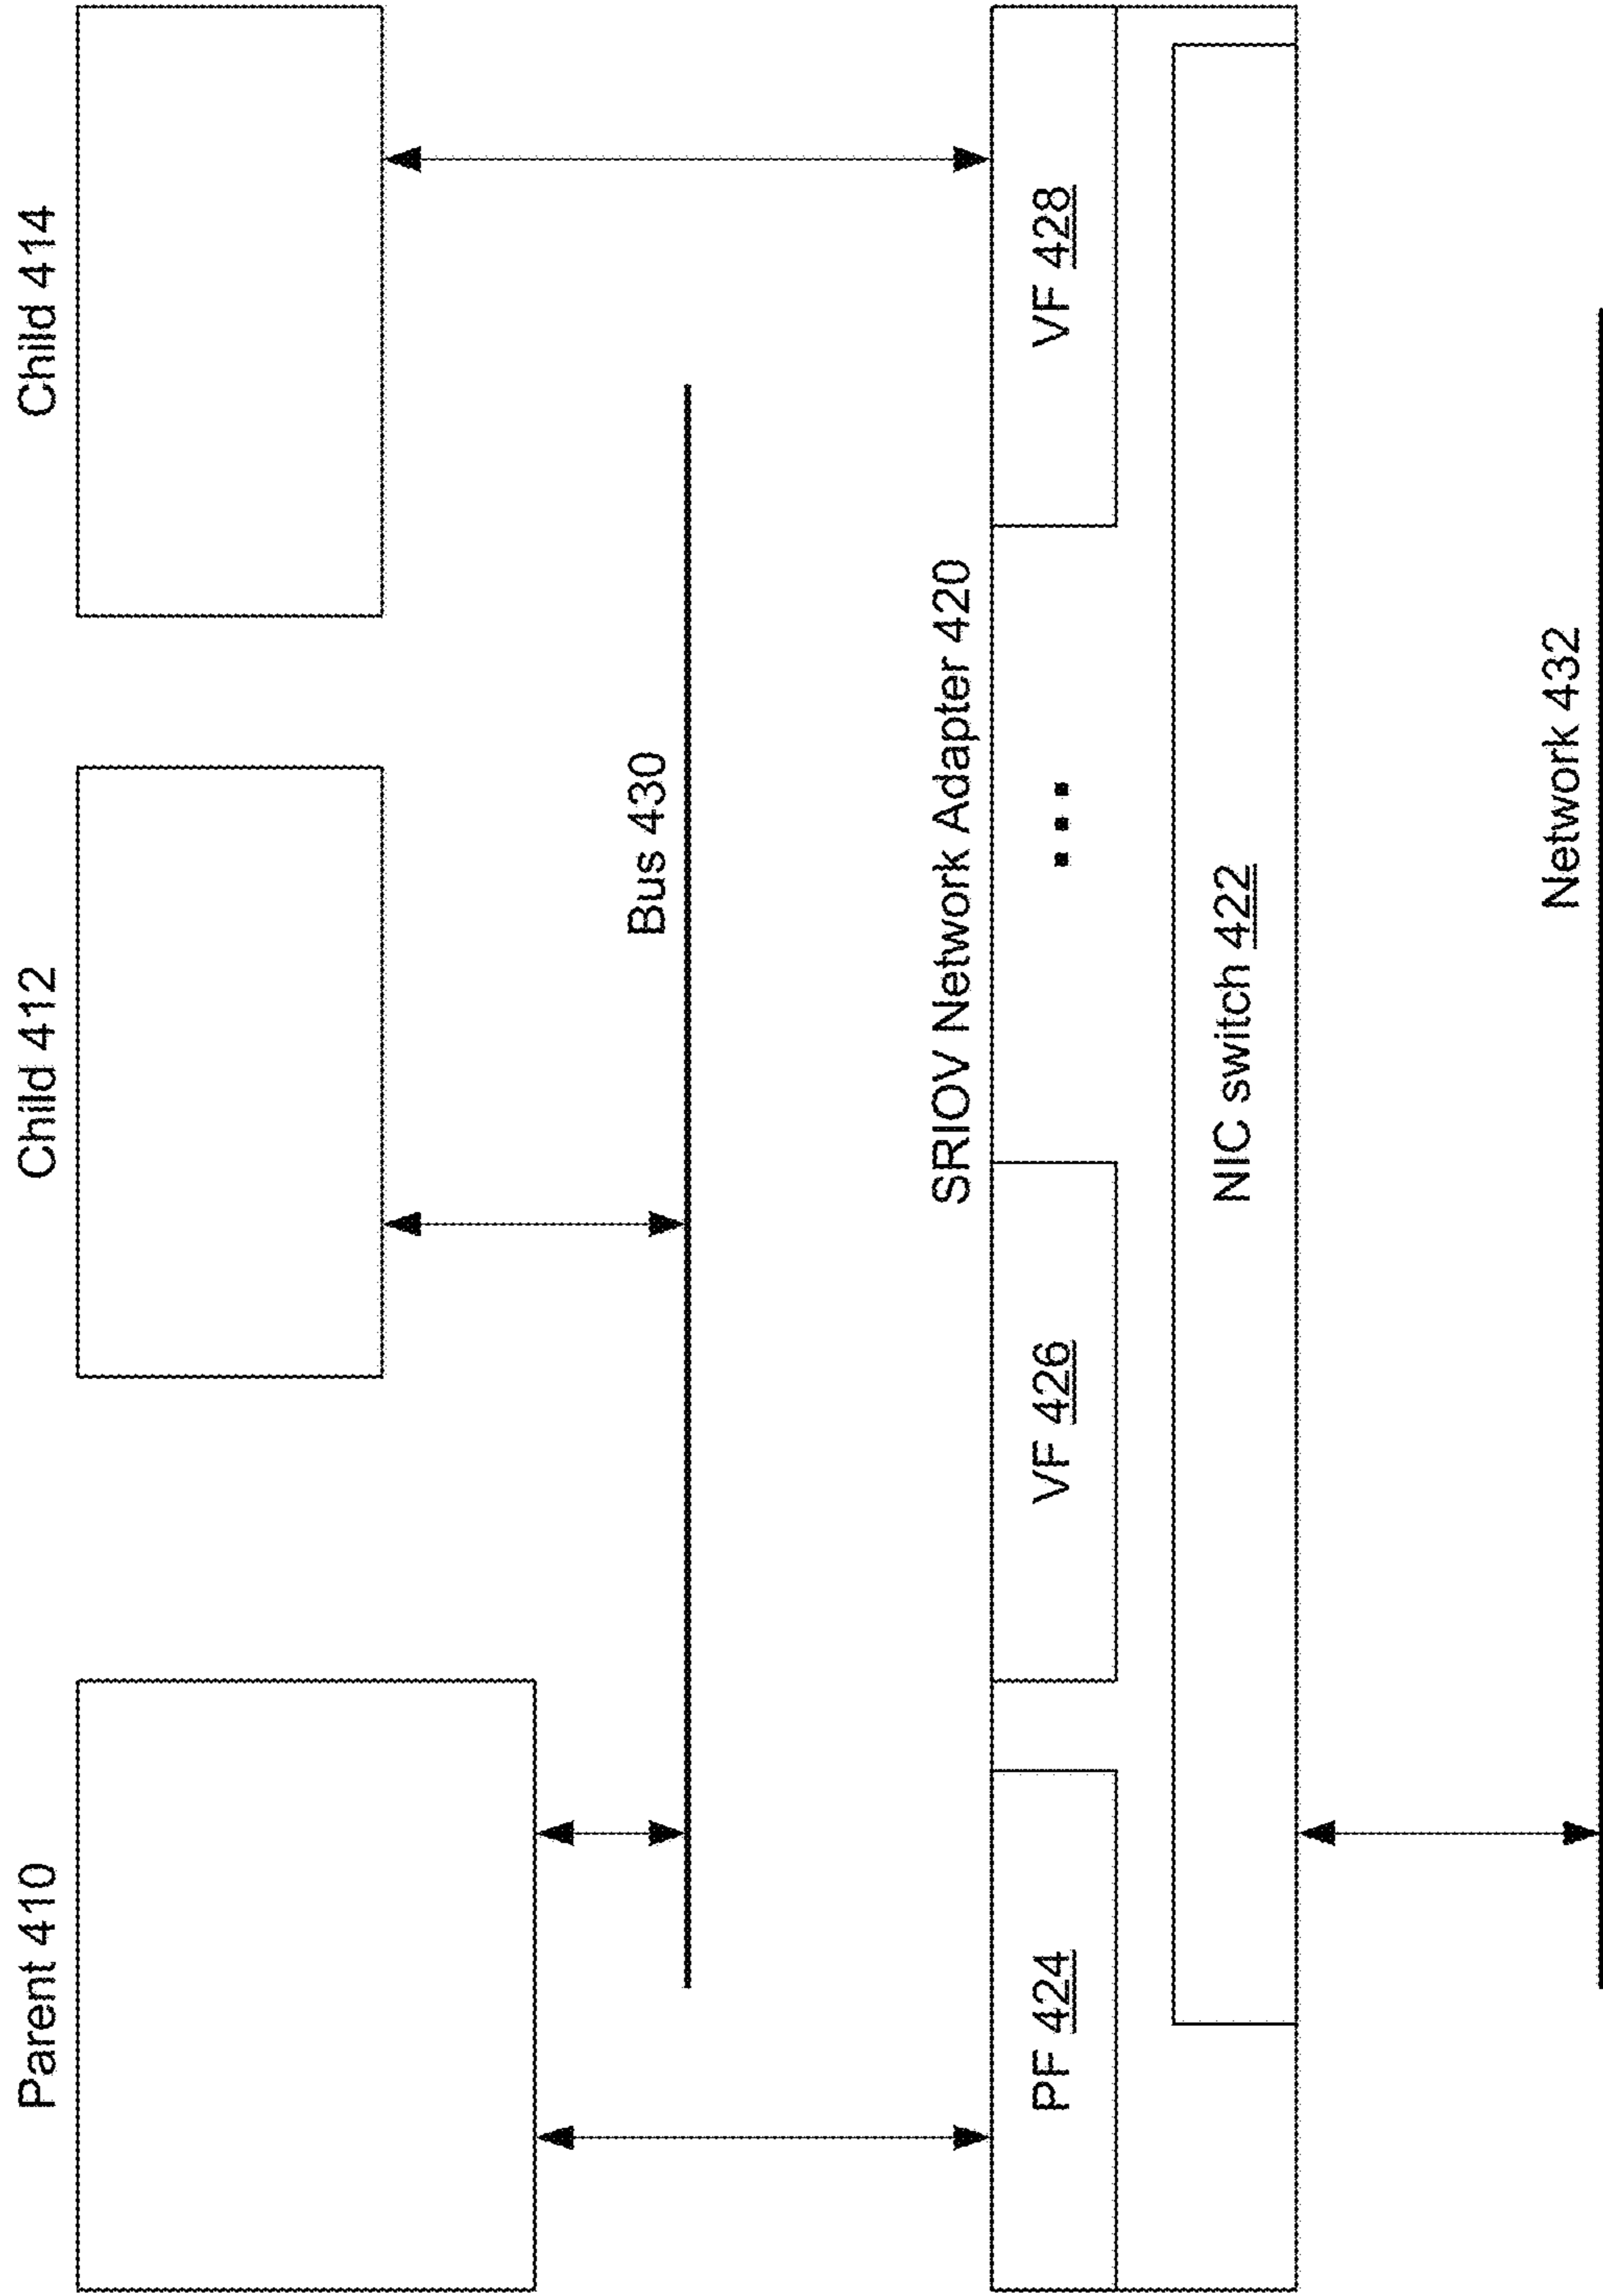 Parent 410
Child 412
Child 414
Bus 430
SRIOV Network Adapter 420
PF 424
VF 426
...
VF 428
NIC switch 422
Network 432